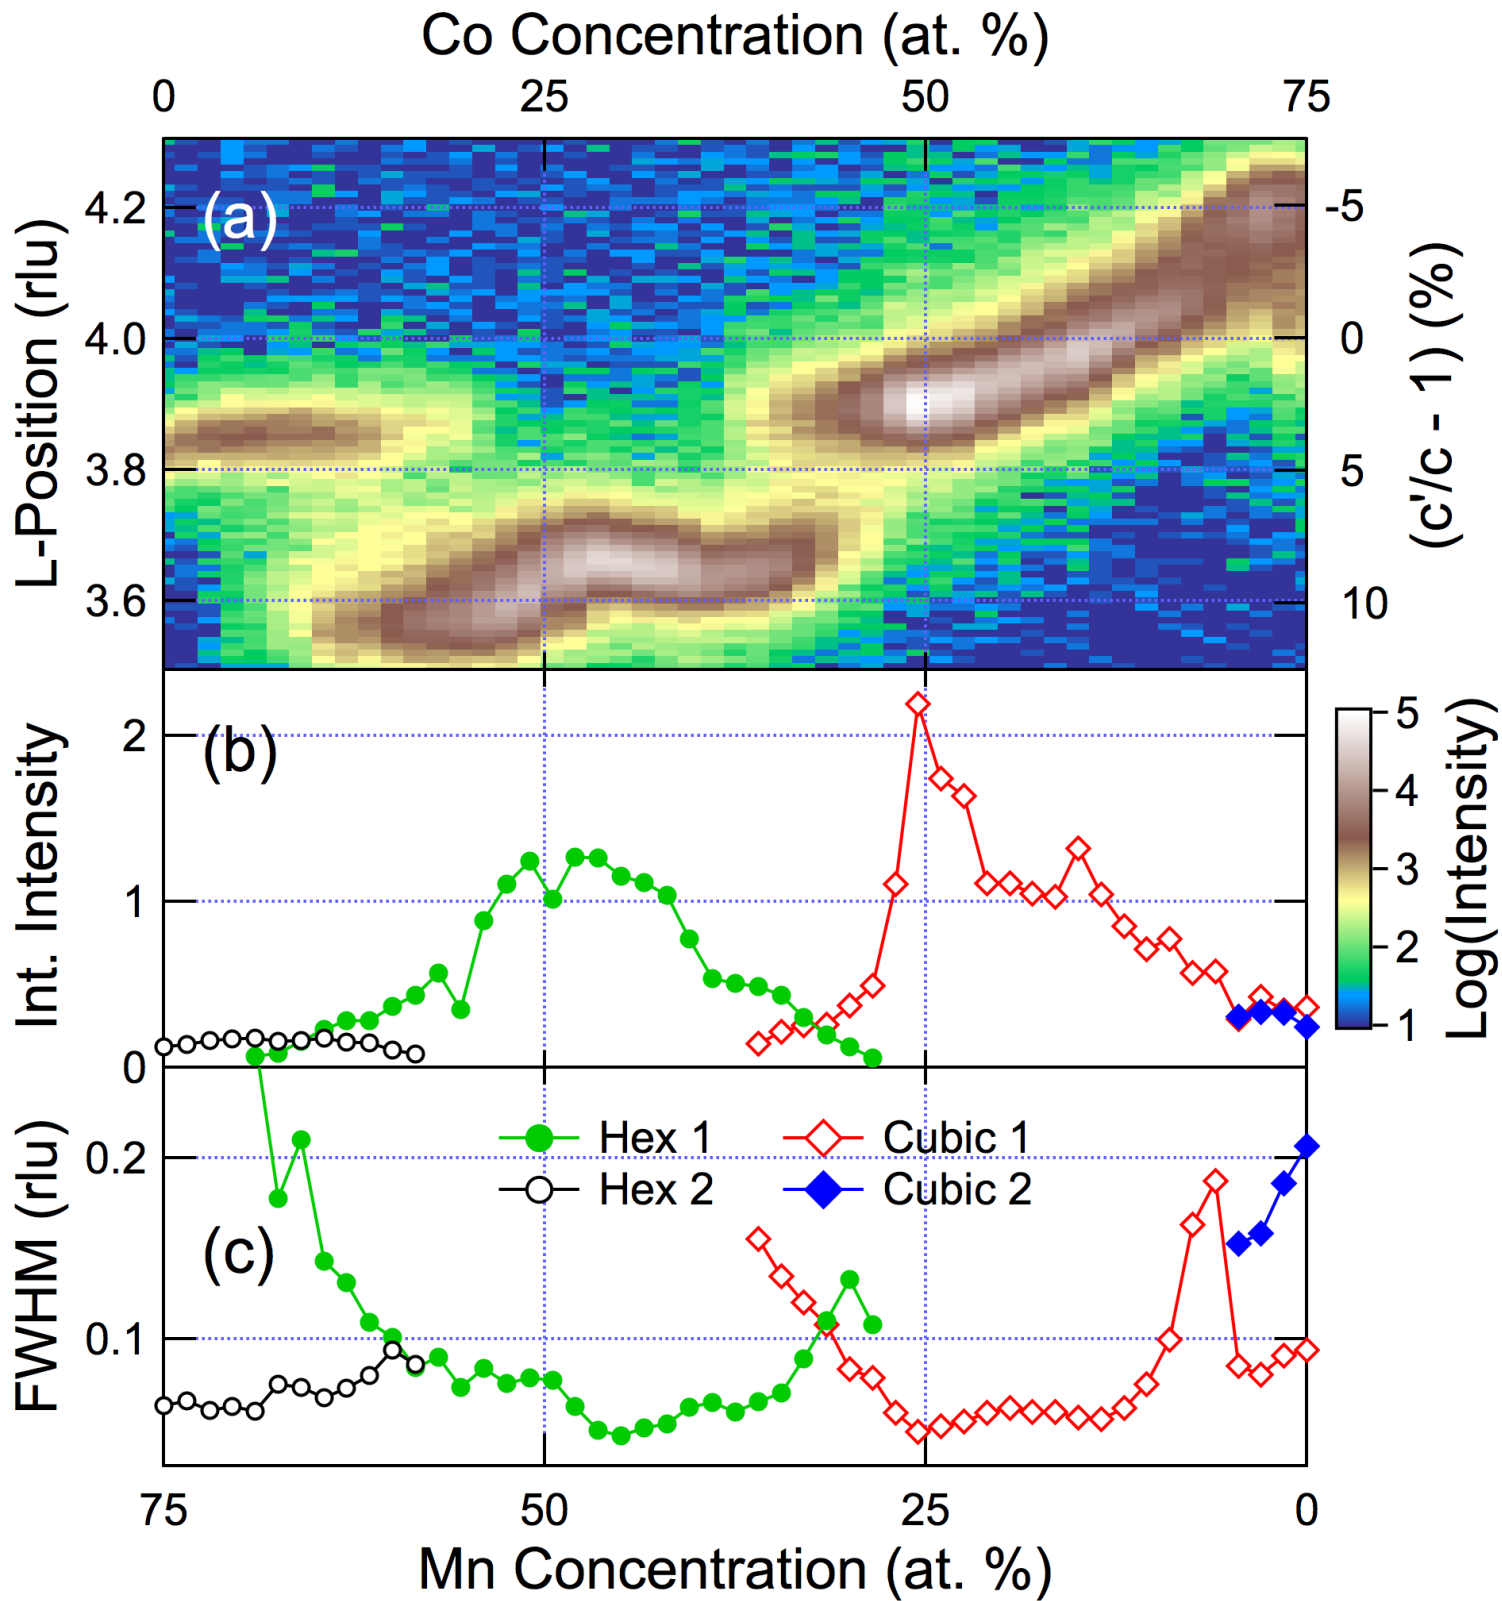 Co Concentration (at. %)
0 25 50 75
(a)
L-Position (rlu)
4.2
4.0
3.8
3.6
-5
0
5
10
(c'/c - 1) (%)
(b)
Int. Intensity
2
1
0
5
4
3
2
1
Log(Intensity)
(c)
FWHM (rlu)
0.2
0.1
Hex 1
Hex 2
Cubic 1
Cubic 2
75 50 25 0
Mn Concentration (at. %)